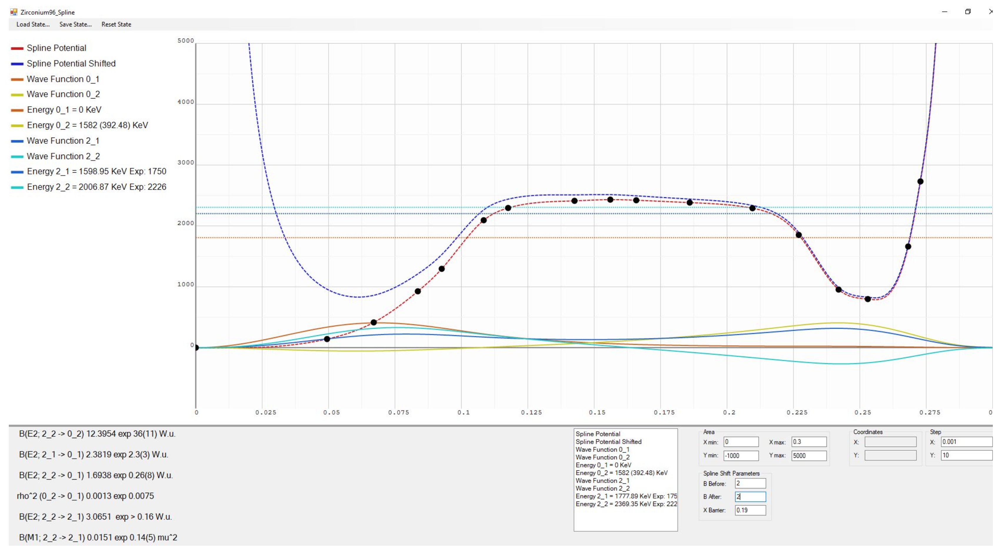 Zirconium96_Spline
Load State... Save State... Reset State
Spline Potential
Spline Potential Shifted
Wave Function 0_1
Wave Function 0_2
Energy 0_1 = 0 KeV
Energy 0_2 = 1582 (392.48) KeV
Wave Function 2_1
Wave Function 2_2
Energy 2_1 = 1598.95 KeV Exp: 1750
Energy 2_2 = 2006.87 KeV Exp: 2226
5000
4000
3000
2000
1000
0
0 0.025 0.05 0.075 0.1 0.125 0.15 0.175 0.2 0.225 0.25 0.275 0
B(E2; 2_2 -> 0_2) 12.3954 exp 36(11) W.u.
B(E2; 2_1 -> 0_1) 2.3819 exp 2.3(3) W.u.
B(E2; 2_2 -> 0_1) 1.6938 exp 0.26(8) W.u.
rho^2 (0_2 -> 0_1) 0.0013 exp 0.0075
B(E2; 2_2 -> 2_1) 3.0651 exp > 0.16 W.u.
B(M1; 2_2 -> 2_1) 0.0151 exp 0.14(5) mu^2
Spline Potential
Spline Potential Shifted
Wave Function 0_1
Wave Function 0_2
Energy 0_1 = 0 KeV
Energy 0_2 = 1582 (392.48) KeV
Wave Function 2_1
Wave Function 2_2
Energy 2_1 = 1777.89 KeV Exp: 175
Energy 2_2 = 2369.35 KeV Exp: 222
Area
X min: 0 X max: 0.3
Y min: -1000 Y max: 5000
Spline Shift Parameters
B Before: 2
B After: 2
X Barrier: 0.19
Coordinates
X:
Y:
Step
X: 0.001
Y: 10